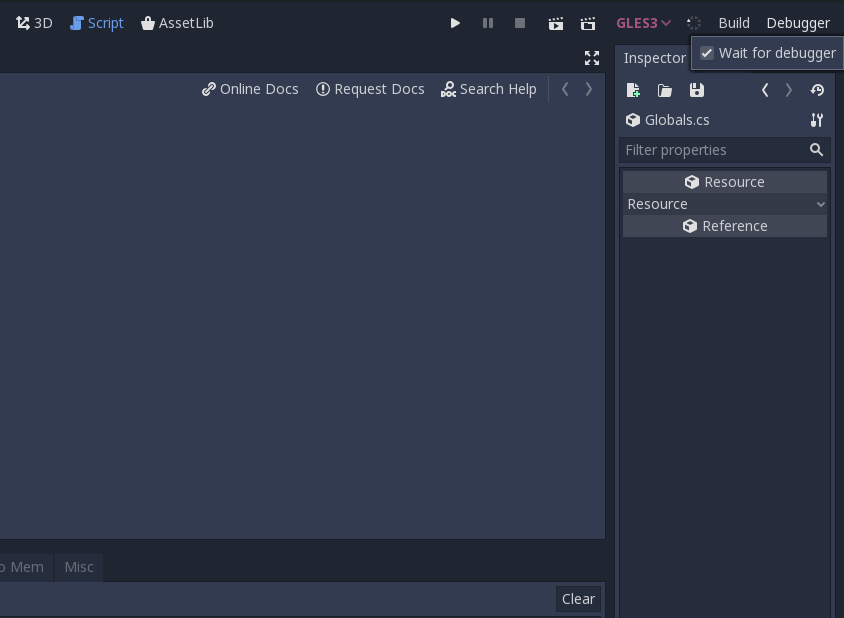 3D Script AssetLib GLES3 Build Debugger
Wait for debugger
Inspector
Online Docs Request Docs Search Help
Globals.cs
Filter properties
Resource
Resource
Reference
Mem Misc
Clear